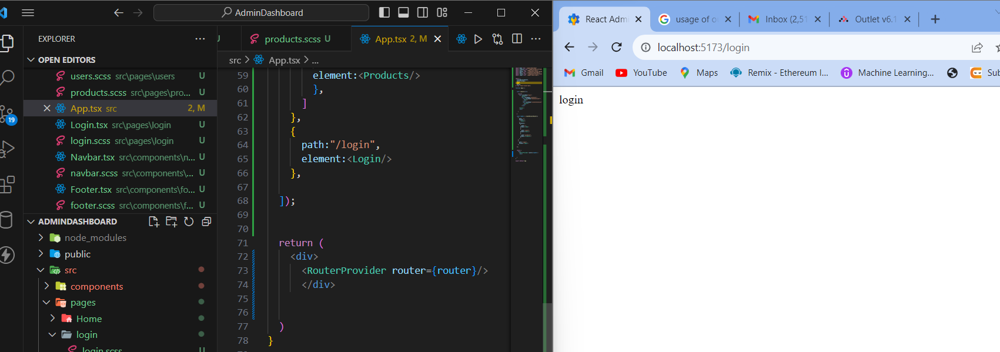 AdminDashboard
EXPLORER
OPEN EDITORS
users.scss src\pages\users U
products.scss src\pages\pro... U
App.tsx src 2, M
Login.tsx src\pages\login U
login.scss src\pages\login U
Navbar.tsx src\components\n... U
navbar.scss src\components\... U
Footer.tsx src\components\fo... U
footer.scss src\components\f... U
19
ADMINDASHBOARD
node_modules
public
src
components
pages
Home
login
login.scss U
U products.scss U App.tsx 2, M
src > App.tsx > ...
59 element:<Products/>
60 },
61 ]
62 },
63 {
64 path:"/login",
65 element:<Login/>
66 },
67
68 ]);
69
70
71 return (
72 <div>
73 <RouterProvider router={router}/>
74 </div>
75
76
77 )
78 }
React Adm
usage of o
Inbox (2,51
Outlet v6.1
localhost:5173/login
Gmail YouTube Maps Remix - Ethereum I... Machine Learning... Sub
login